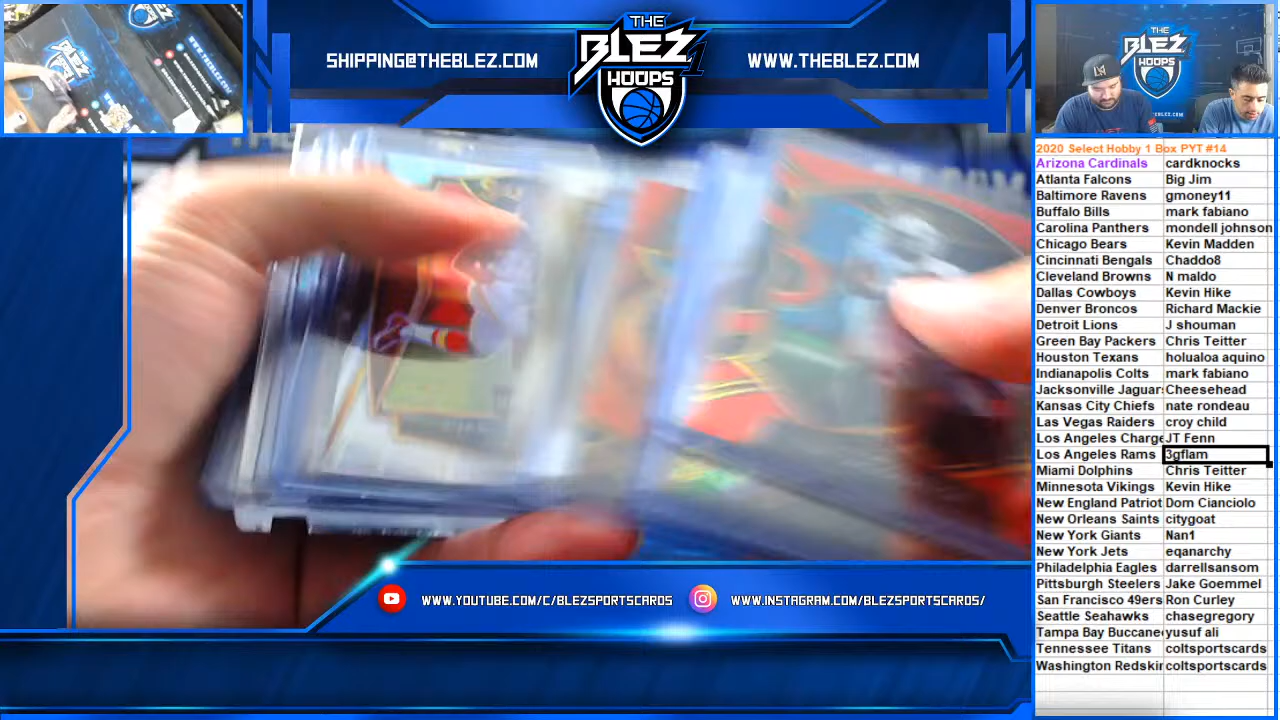 SHIPPING@THEBLEZ.COM
THE
BLEZ
HOOPS
WWW.THEBLEZ.COM
THE
BLEZ
2020 Select Hobby 1 Box PYT #14
Arizona Cardinals cardknocks
Atlanta Falcons Big Jim
Baltimore Ravens gmoney11
Buffalo Bills mark fabiano
Carolina Panthers mondell johnson
Chicago Bears Kevin Madden
Cincinnati Bengals Chaddo8
Cleveland Browns N maldo
Dallas Cowboys Kevin Hike
Denver Broncos Richard Mackie
Detroit Lions J shouman
Green Bay Packers Chris Teitter
Houston Texans holualoa aquino
Indianapolis Colts mark fabiano
Jacksonville Jaguar Cheesehead
Kansas City Chiefs nate rondeau
Las Vegas Raiders croy child
Los Angeles Charge JT Fenn
Los Angeles Rams 3gflam
Miami Dolphins Chris Teitter
Minnesota Vikings Kevin Hike
New England Patriot Dom Cianciolo
New Orleans Saints citygoat
New York Giants Nan1
New York Jets eqanarchy
Philadelphia Eagles darrellsansom
Pittsburgh Steelers Jake Goemmel
San Francisco 49ers Ron Curley
Seattle Seahawks chasegregory
Tampa Bay Buccane yusuf ali
Tennessee Titans coltsportscards
Washington Redskin coltsportscards
WWW.YOUTUBE.COM/C/BLEZSPORTSCARDS
WWW.INSTAGRAM.COM/BLEZSPORTSCARDS/